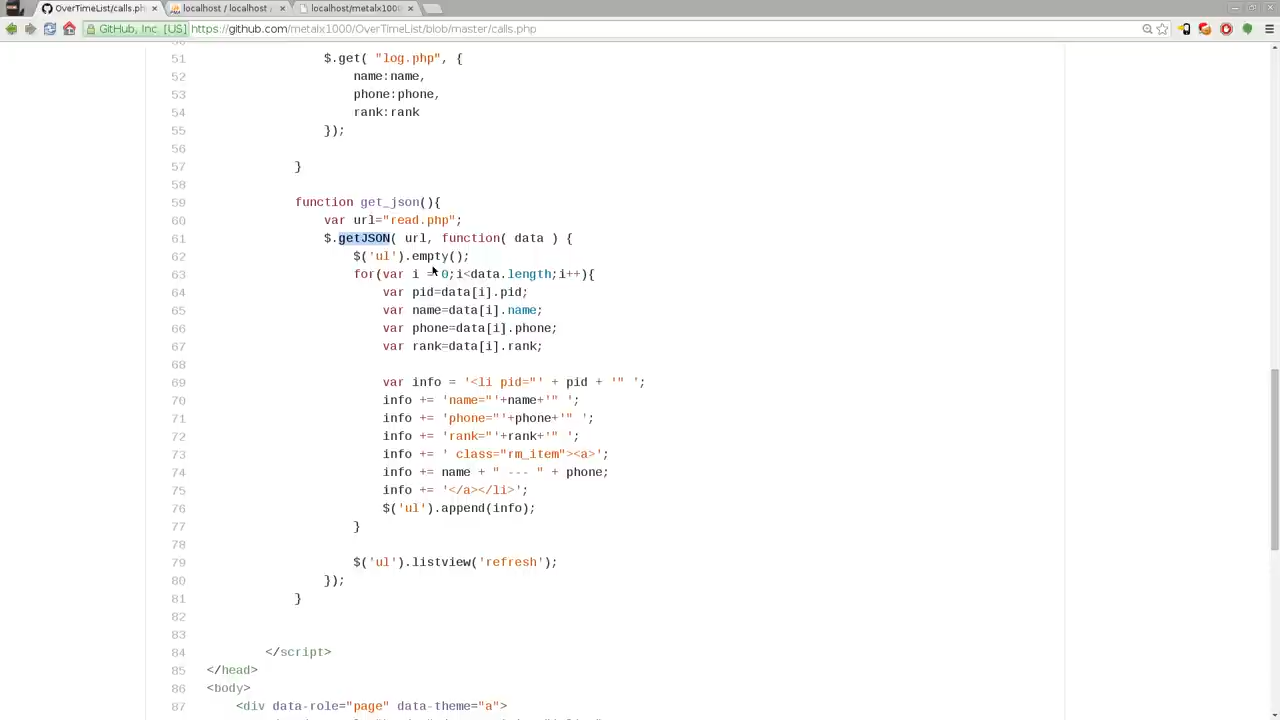 OverTimeList/calls.php
localhost / localhost /
localhost/metalx1000
GitHub, Inc. [US]
https://github.com/metalx1000/OverTimeList/blob/master/calls.php
51 $.get( "log.php", {
52 name:name,
53 phone:phone,
54 rank:rank
55 });
56
57 }
58
59 function get_json(){
60 var url="read.php";
61 $.getJSON( url, function( data ) {
62 $('ul').empty();
63 for(var i = 0;i<data.length;i++){
64 var pid=data[i].pid;
65 var name=data[i].name;
66 var phone=data[i].phone;
67 var rank=data[i].rank;
68
69 var info = '<li pid="' + pid + '" ';
70 info += 'name="'+name+'" ';
71 info += 'phone="'+phone+'" ';
72 info += 'rank="'+rank+'" ';
73 info += ' class="rm_item"><a>';
74 info += name + " --- " + phone;
75 info += '</a></li>';
76 $('ul').append(info);
77 }
78
79 $('ul').listview('refresh');
80 });
81 }
82
83
84 </script>
85 </head>
86 <body>
87 <div data-role="page" data-theme="a">